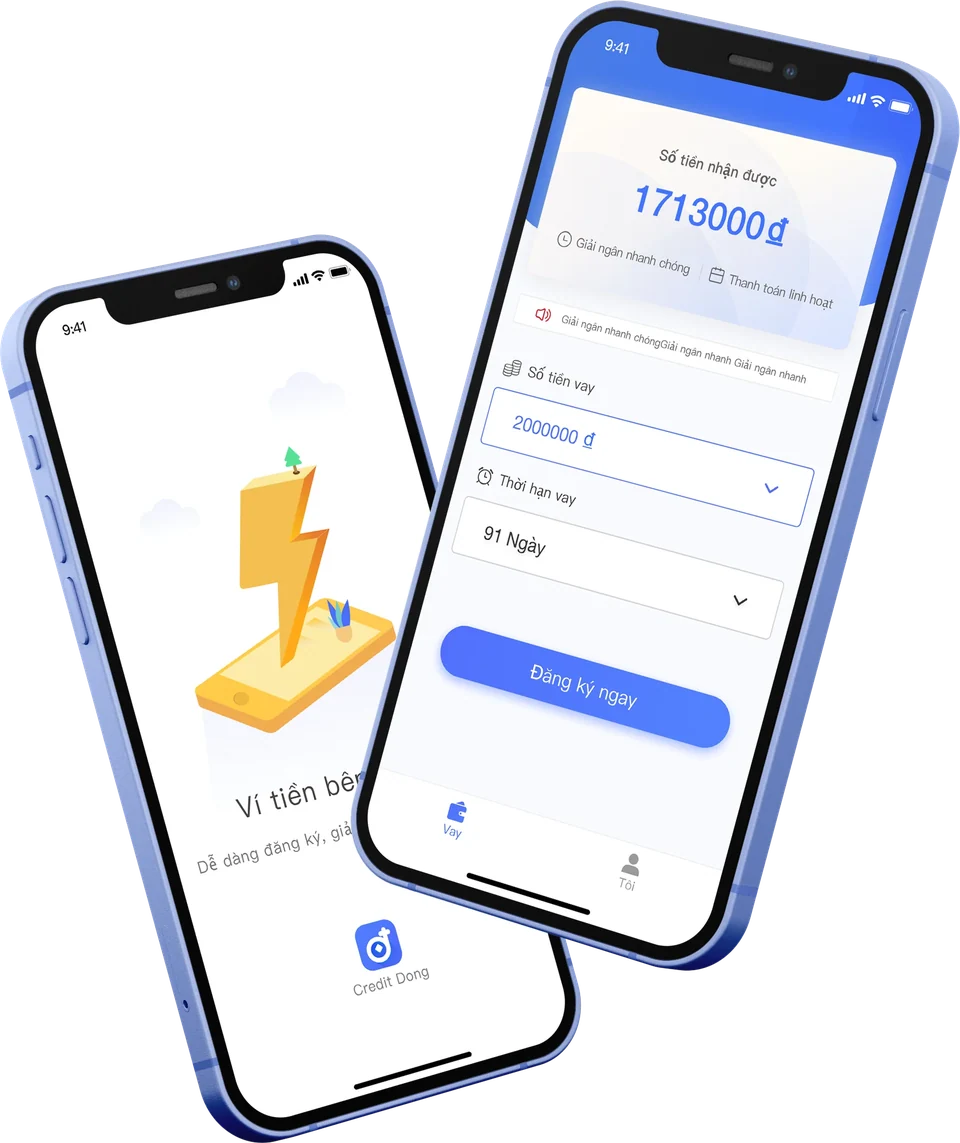 9:41
Ví tiền bên
Dễ dàng đăng ký, giả
Credit Dong
9:41
Số tiền nhận được
1713000đ
Giải ngân nhanh chóng
Thanh toán linh hoạt
Giải ngân nhanh chóngGiải ngân nhanh Giải ngân nhanh
Số tiền vay
2000000 đ
Thời hạn vay
91 Ngày
Đăng ký ngay
Vay
Tôi